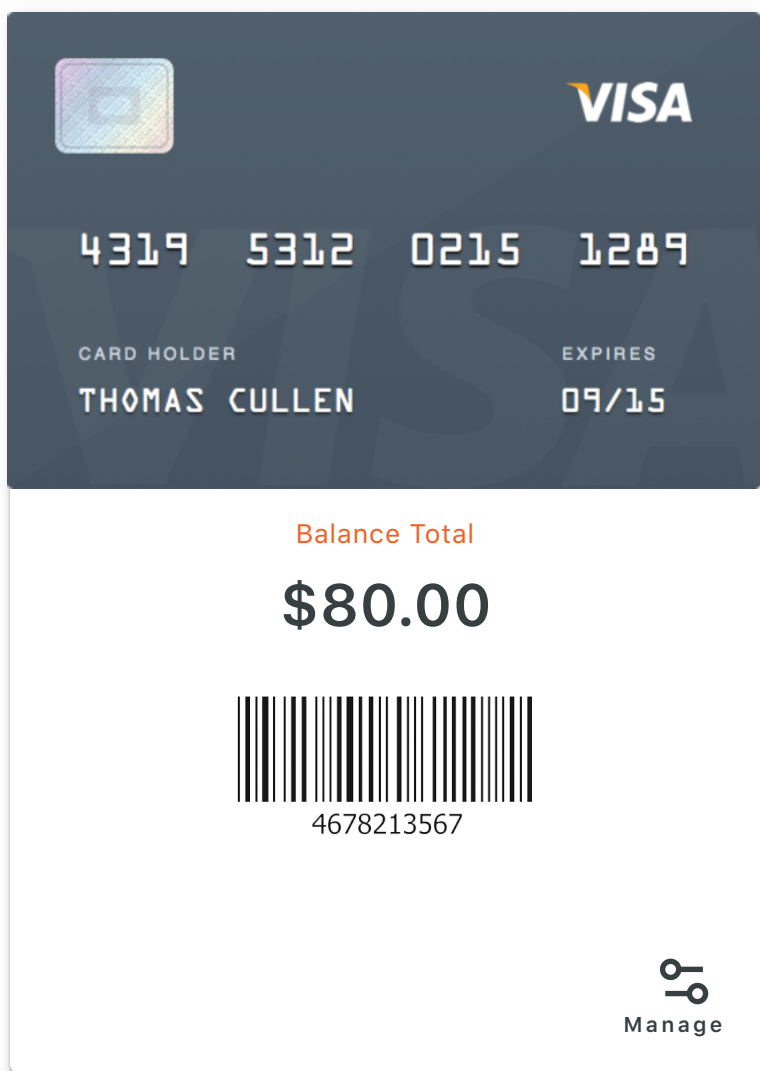 VISA
4319 5312 0215 1289
CARD HOLDER EXPIRES
THOMAS CULLEN 09/15
Balance Total
$80.00
4678213567
Manage